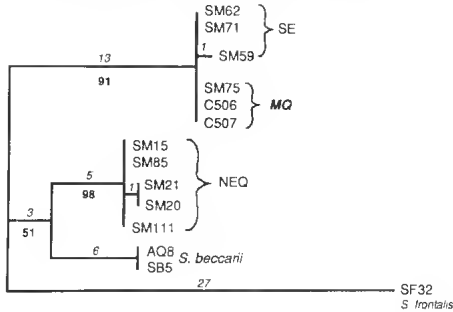 SM62
SM71
SE
1
SM59
13
91
SM75
C506
MQ
C507
SM15
SM85
5
98
1
SM21
NEQ
SM20
SM111
3
51
6
AQ8
S. beccarii
SB5
27
SF32
S. frontalis